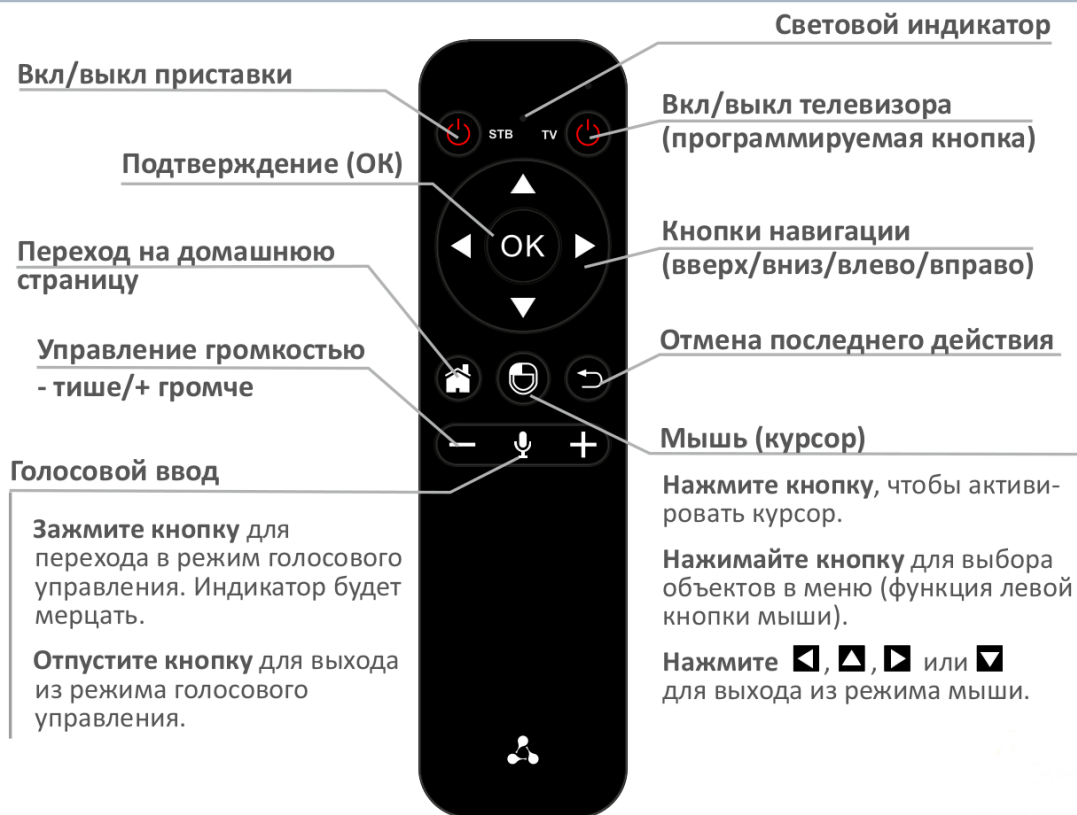 Световой индикатор
Вкл/выкл приставки
Вкл/выкл телевизора
(программируемая кнопка)
STB
TV
Подтверждение (ОК)
OK
Кнопки навигации
(вверх/вниз/влево/вправо)
Переход на домашнюю
страницу
Отмена последнего действия
Управление громкостью
- тише/+ громче
Мышь (курсор)
Нажмите кнопку, чтобы активи-
ровать курсор.
Нажимайте кнопку для выбора
объектов в меню (функция левой
кнопки мыши).
Нажмите ◀, ▲, ▶ или ▼
для выхода из режима мыши.
Голосовой ввод
Зажмите кнопку для
перехода в режим голосового
управления. Индикатор будет
мерцать.
Отпустите кнопку для выхода
из режима голосового
управления.